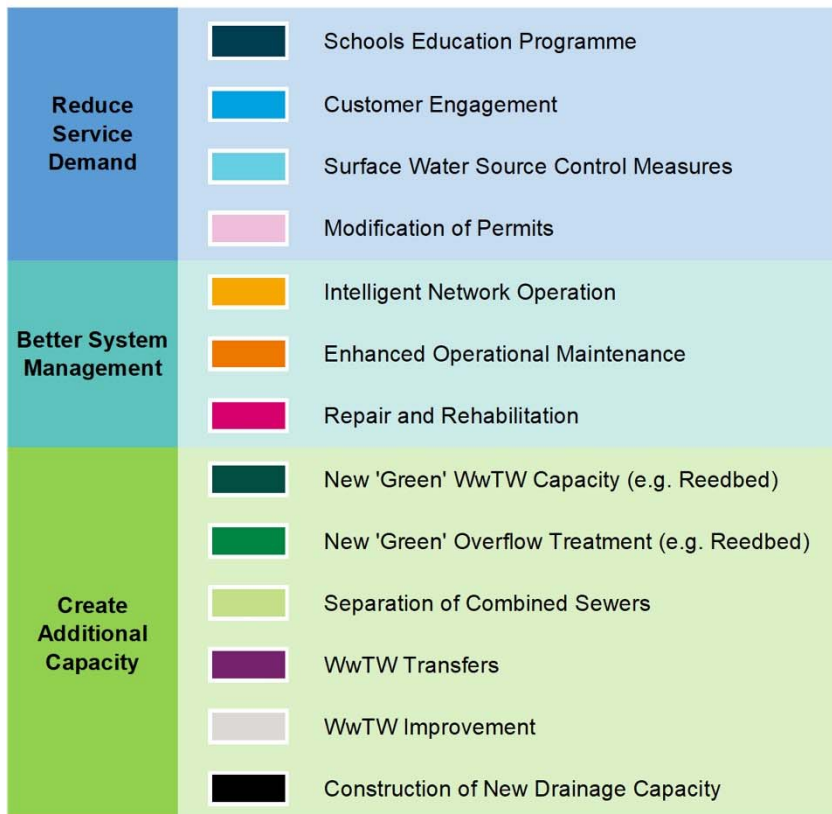 Reduce
Service
Demand
Schools Education Programme
Customer Engagement
Surface Water Source Control Measures
Modification of Permits
Better System
Management
Intelligent Network Operation
Enhanced Operational Maintenance
Repair and Rehabilitation
Create
Additional
Capacity
New 'Green' WwTW Capacity (e.g. Reedbed)
New 'Green' Overflow Treatment (e.g. Reedbed)
Separation of Combined Sewers
WwTW Transfers
WwTW Improvement
Construction of New Drainage Capacity